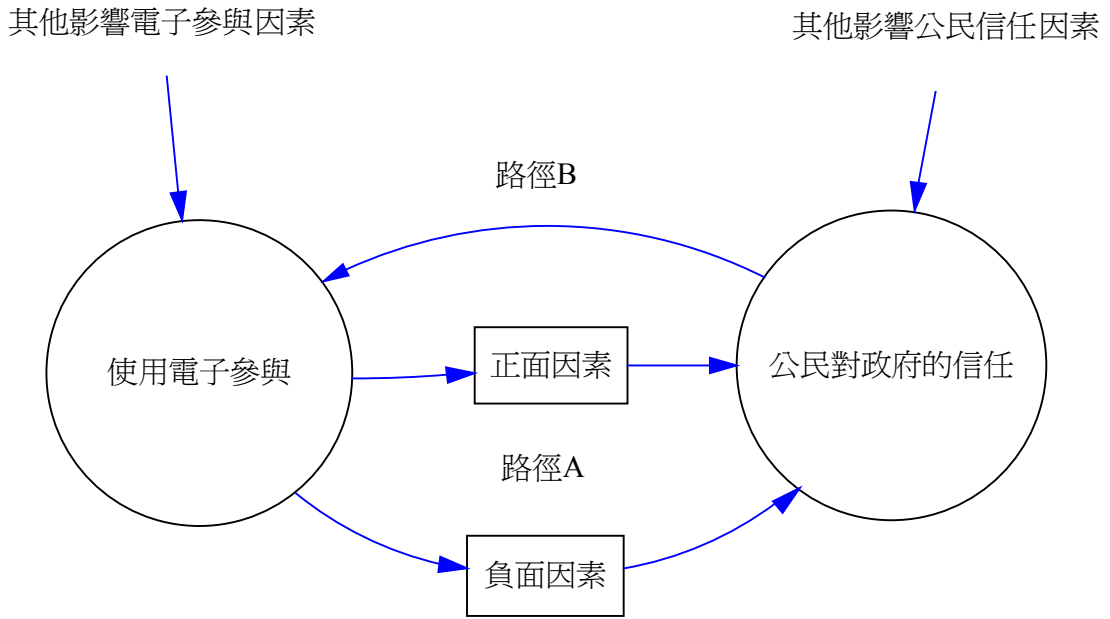 其他影響電子參與因素
其他影響公民信任因素
路徑B
使用電子參與
正面因素
公民對政府的信任
路徑A
負面因素